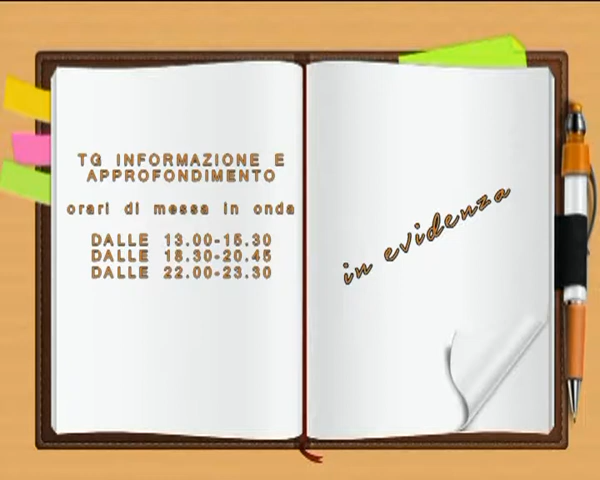 TG INFORMAZIONE E
APPROFONDIMENTO
orari di messa in onda
DALLE 13.00-15.30
DALLE 18.30-20.45
DALLE 22.00-23.30
in evidenza